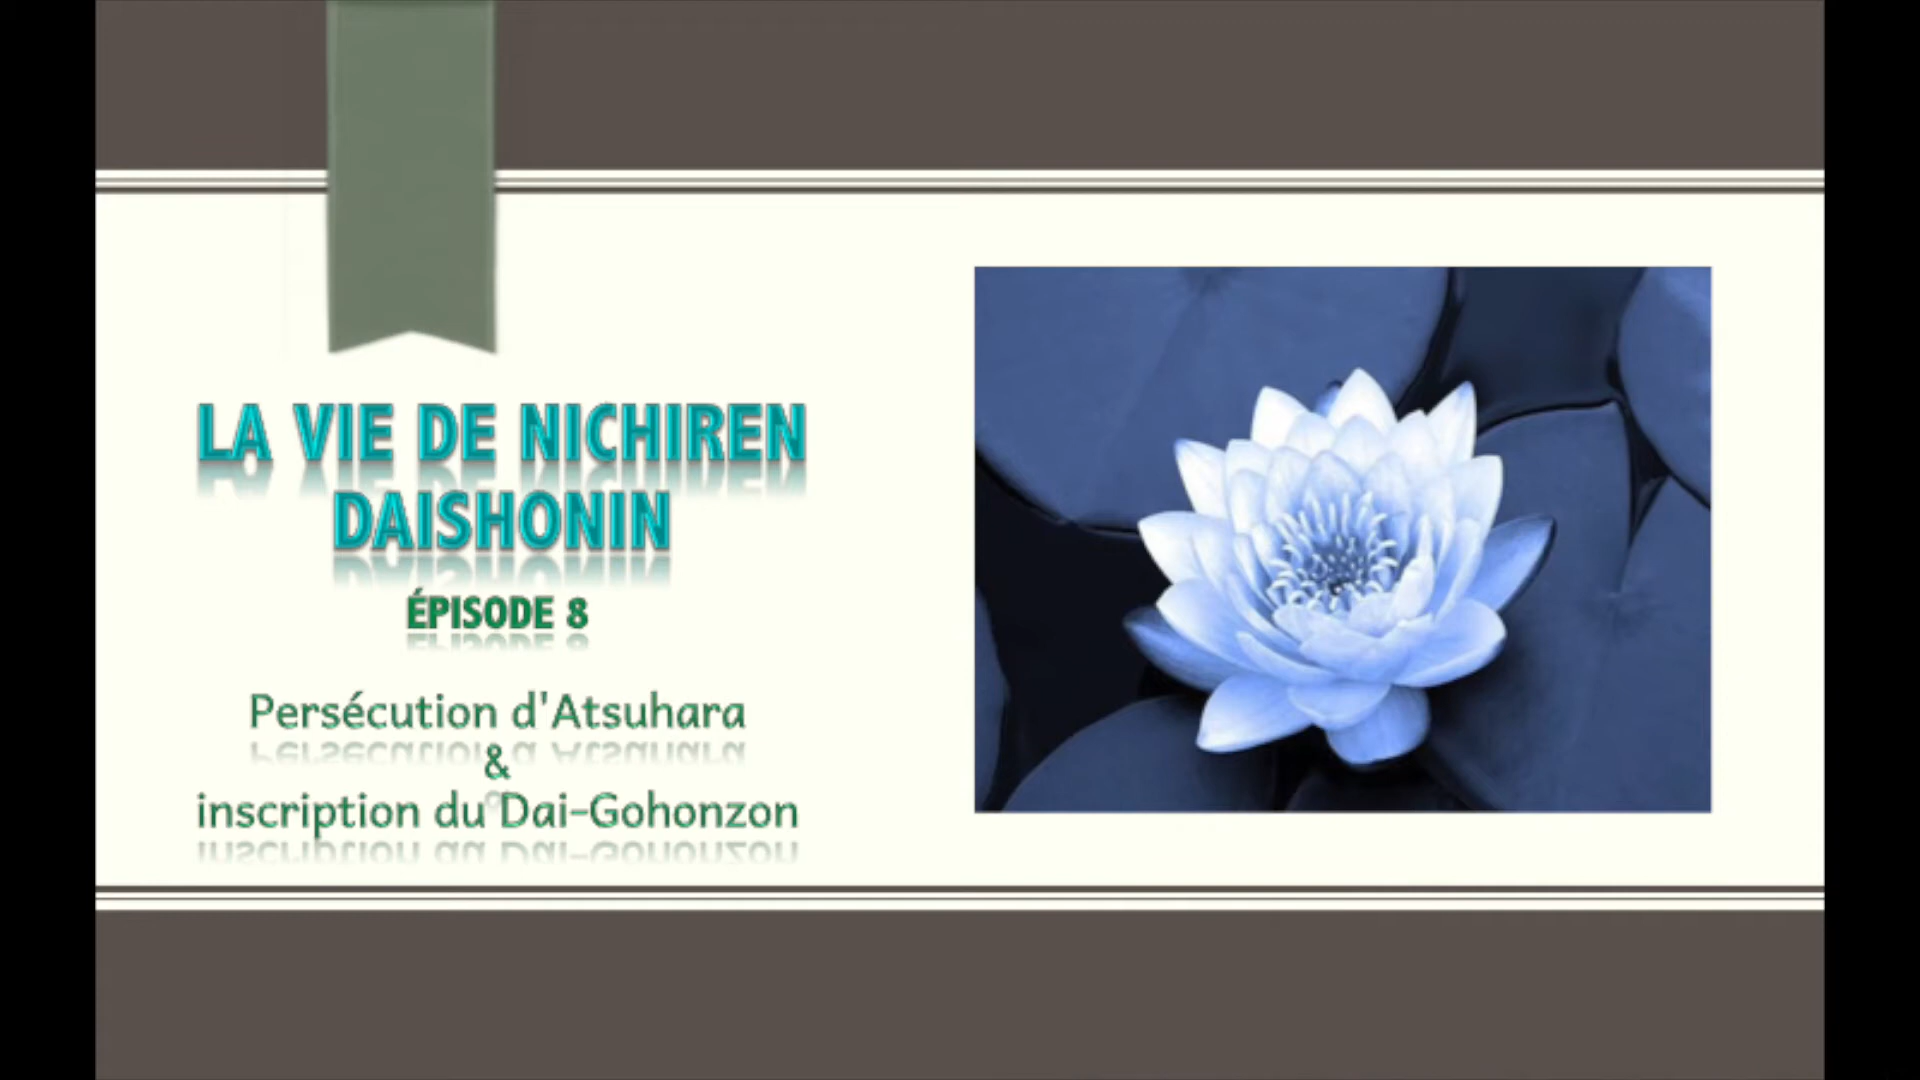 LA VIE DE NICHIREN
DAISHONIN
ÉPISODE 8
Persécution d'Atsuhara
&
inscription du Dai-Gohonzon